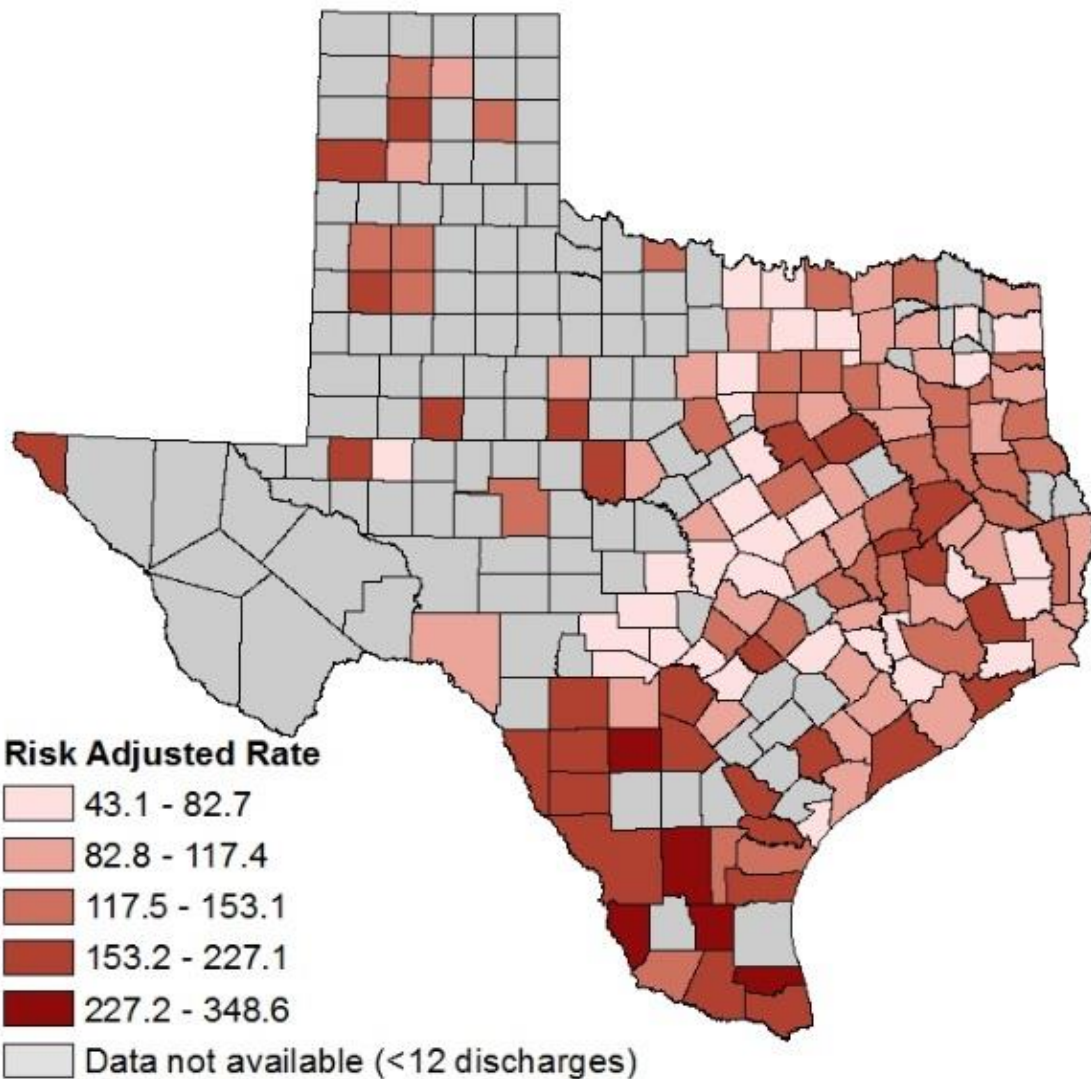 Risk Adjusted Rate
43.1 - 82.7
82.8 - 117.4
117.5 - 153.1
153.2 - 227.1
227.2 - 348.6
Data not available (<12 discharges)